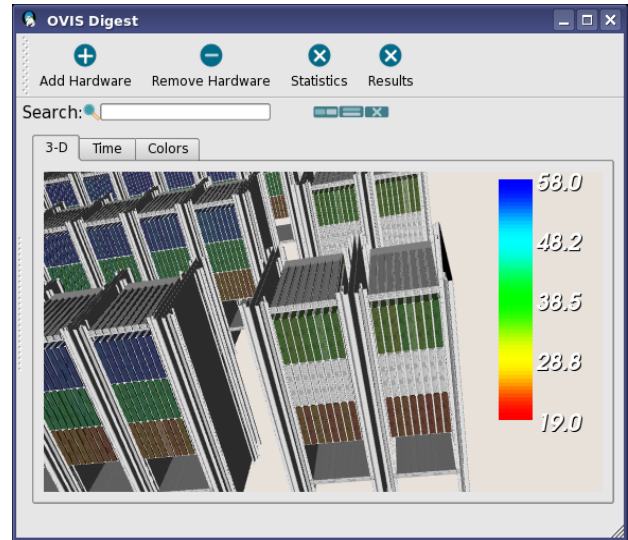 OVIS Digest
Add Hardware Remove Hardware Statistics Results
Search:
3-D Time Colors
58.0
48.2
38.5
28.8
19.0